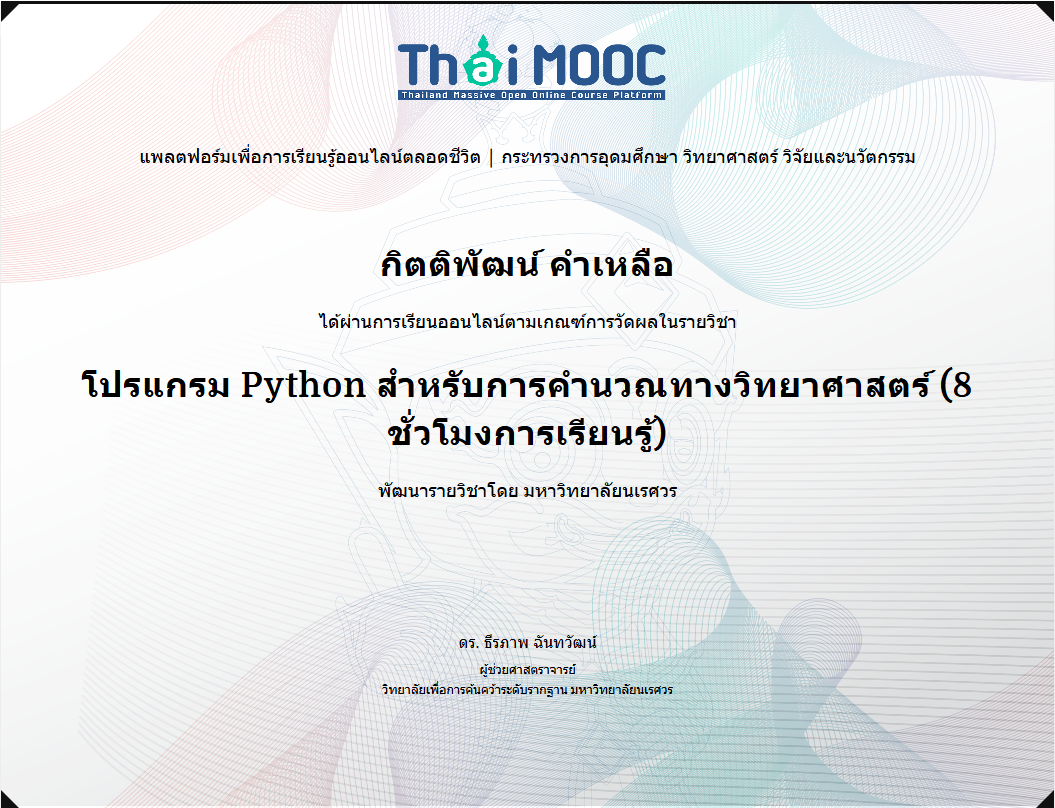 Thai MOOC
Thailand Massive Open Online Course Platform
แพลตฟอร์มเพื่อการเรียนรู้ออนไลน์ตลอดชีวิต | กระทรวงการอุดมศึกษา วิทยาศาสตร์ วิจัยและนวัตกรรม
กิตติพัฒน์ คำเหลือ
ได้ผ่านการเรียนออนไลน์ตามเกณฑ์การวัดผลในรายวิชา
โปรแกรม Python สำหรับการคำนวณทางวิทยาศาสตร์ (8
ชั่วโมงการเรียนรู้)
พัฒนารายวิชาโดย มหาวิทยาลัยนเรศวร
ดร. ธีรภาพ ฉันทวัฒน์
ผู้ช่วยศาสตราจารย์
วิทยาลัยเพื่อการค้นคว้าระดับรากฐาน มหาวิทยาลัยนเรศวร